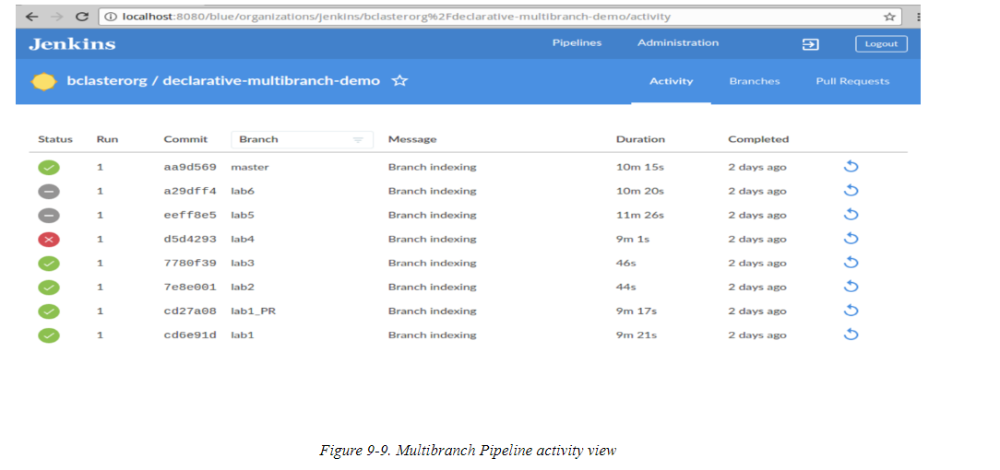 localhost:8080/blue/organizations/jenkins/bclasterorg%2Fdeclarative-multibranch-demo/activity
Jenkins Pipelines Administration Logout
bclasterorg / declarative-multibranch-demo Activity Branches Pull Requests
Status Run Commit Branch Message Duration Completed
1 aa9d569 master Branch indexing 10m 15s 2 days ago
1 a29dff4 lab6 Branch indexing 10m 20s 2 days ago
1 eeff8e5 lab5 Branch indexing 11m 26s 2 days ago
1 d5d4293 lab4 Branch indexing 9m 1s 2 days ago
1 7780f39 lab3 Branch indexing 46s 2 days ago
1 7e8e001 lab2 Branch indexing 44s 2 days ago
1 cd27a08 lab1_PR Branch indexing 9m 17s 2 days ago
1 cd6e91d lab1 Branch indexing 9m 21s 2 days ago
Figure 9-9. Multibranch Pipeline activity view